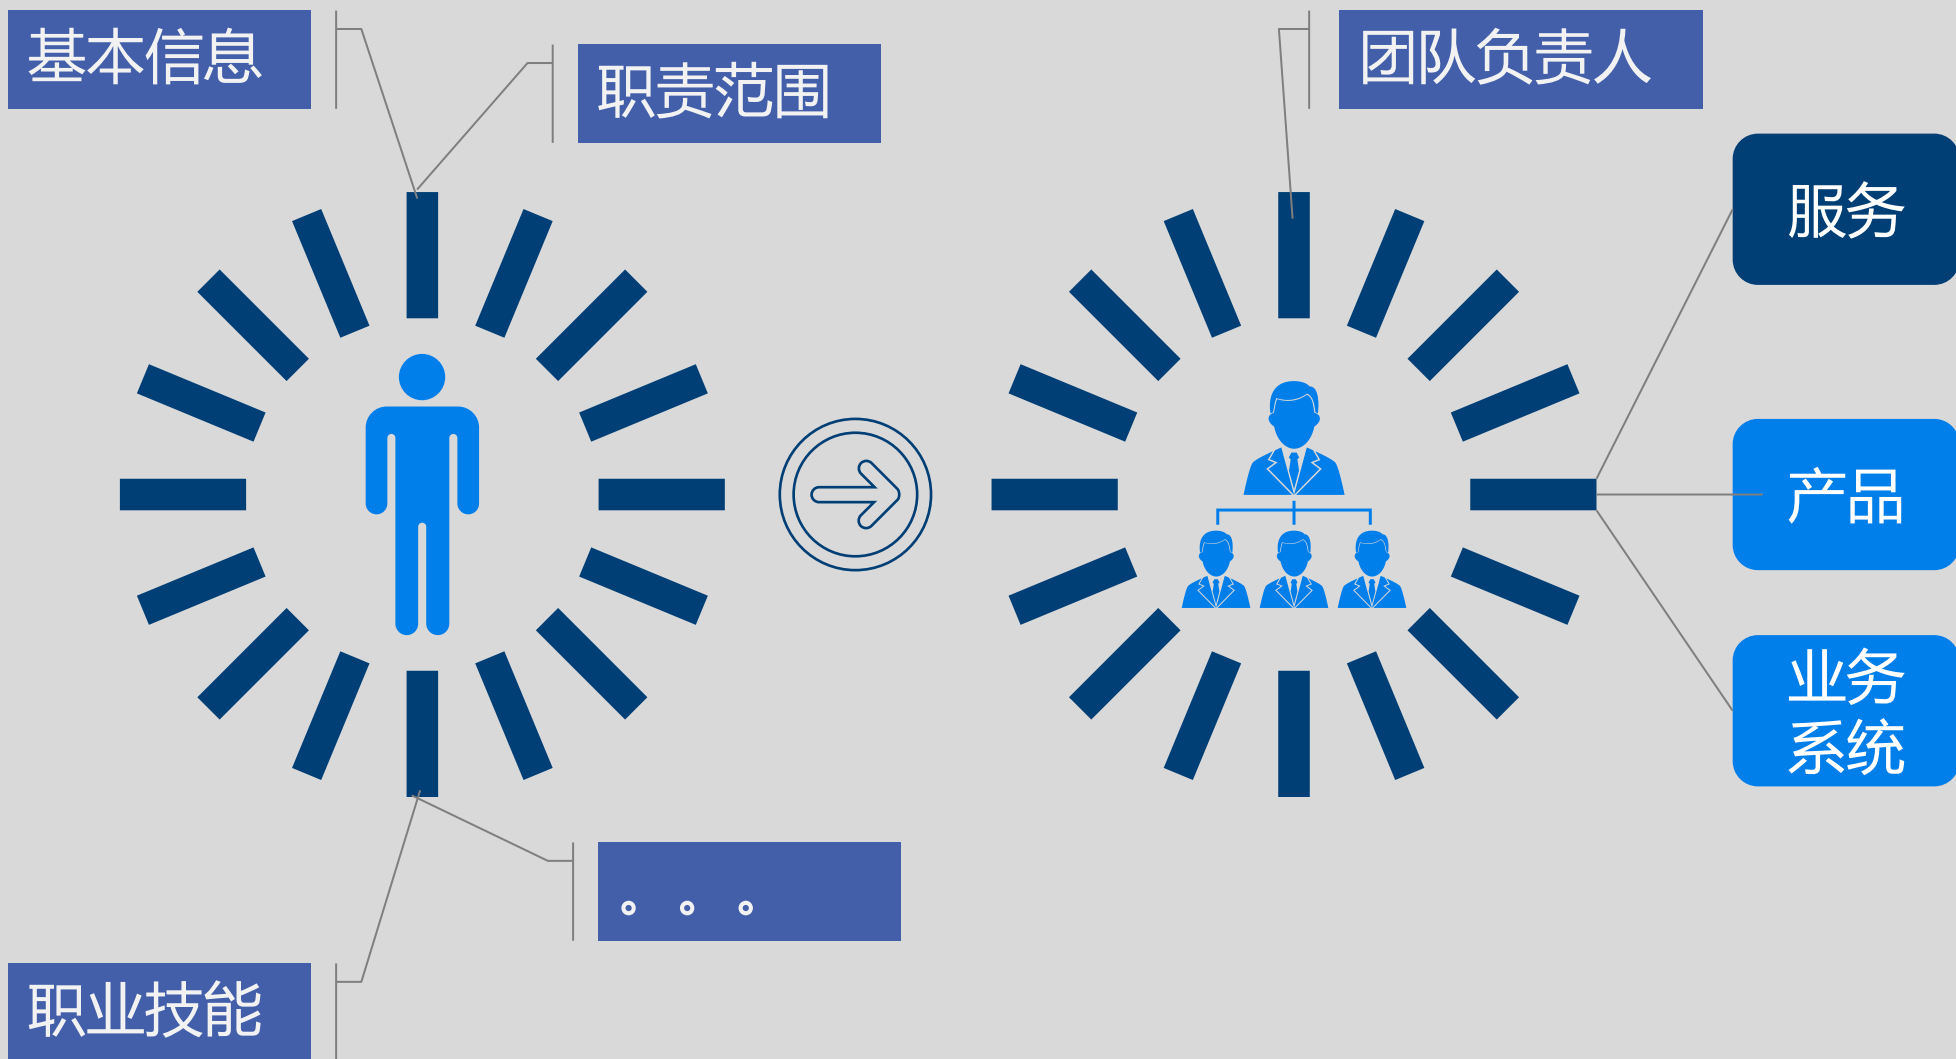 基本信息
职责范围
团队负责人
服务
产品
业务
系统
。。。
职业技能